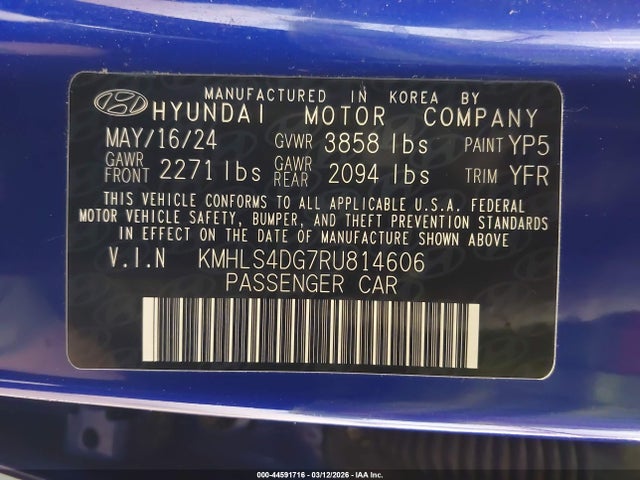 MANUFACTURED IN KOREA BY
HYUNDAI MOTOR COMPANY
MAY/16/24 GVWR 3858 lbs PAINT YP5
GAWR FRONT 2271 lbs GAWR REAR 2094 lbs TRIM YFR
THIS VEHICLE CONFORMS TO ALL APPLICABLE U.S.A. FEDERAL
MOTOR VEHICLE SAFETY, BUMPER, AND THEFT PREVENTION STANDARDS
IN EFFECT ON THE DATE OF MANUFACTURE SHOWN ABOVE
V.I.N KMHLS4DG7RU814606
PASSENGER CAR
000-44591716 | 03/12/2026 | IAA Inc.